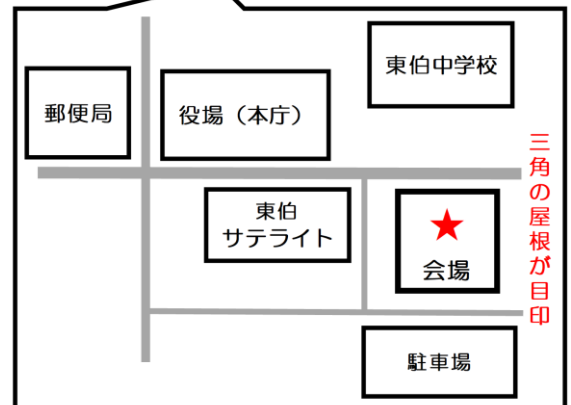 東伯中学校
郵便局
役場（本庁）
三角の屋根が目印
東伯
サテライト
★
会場
駐車場